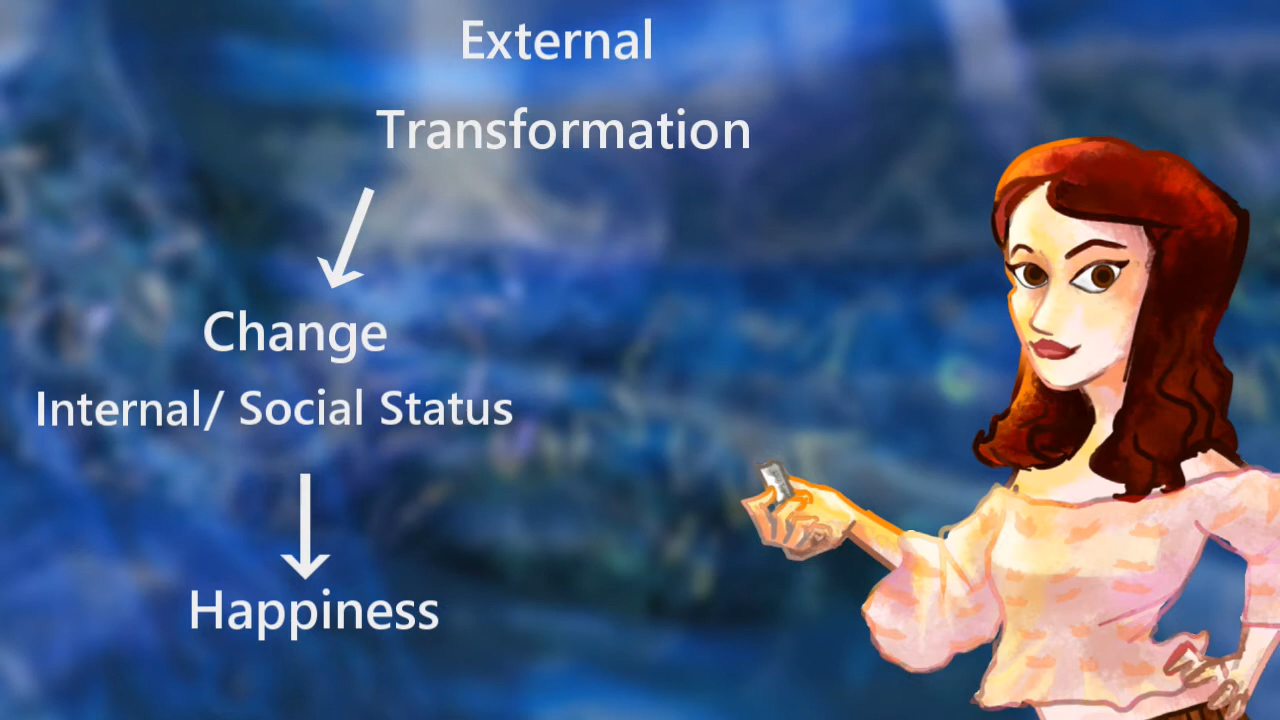 External
Transformation
Change
Internal/ Social Status
Happiness